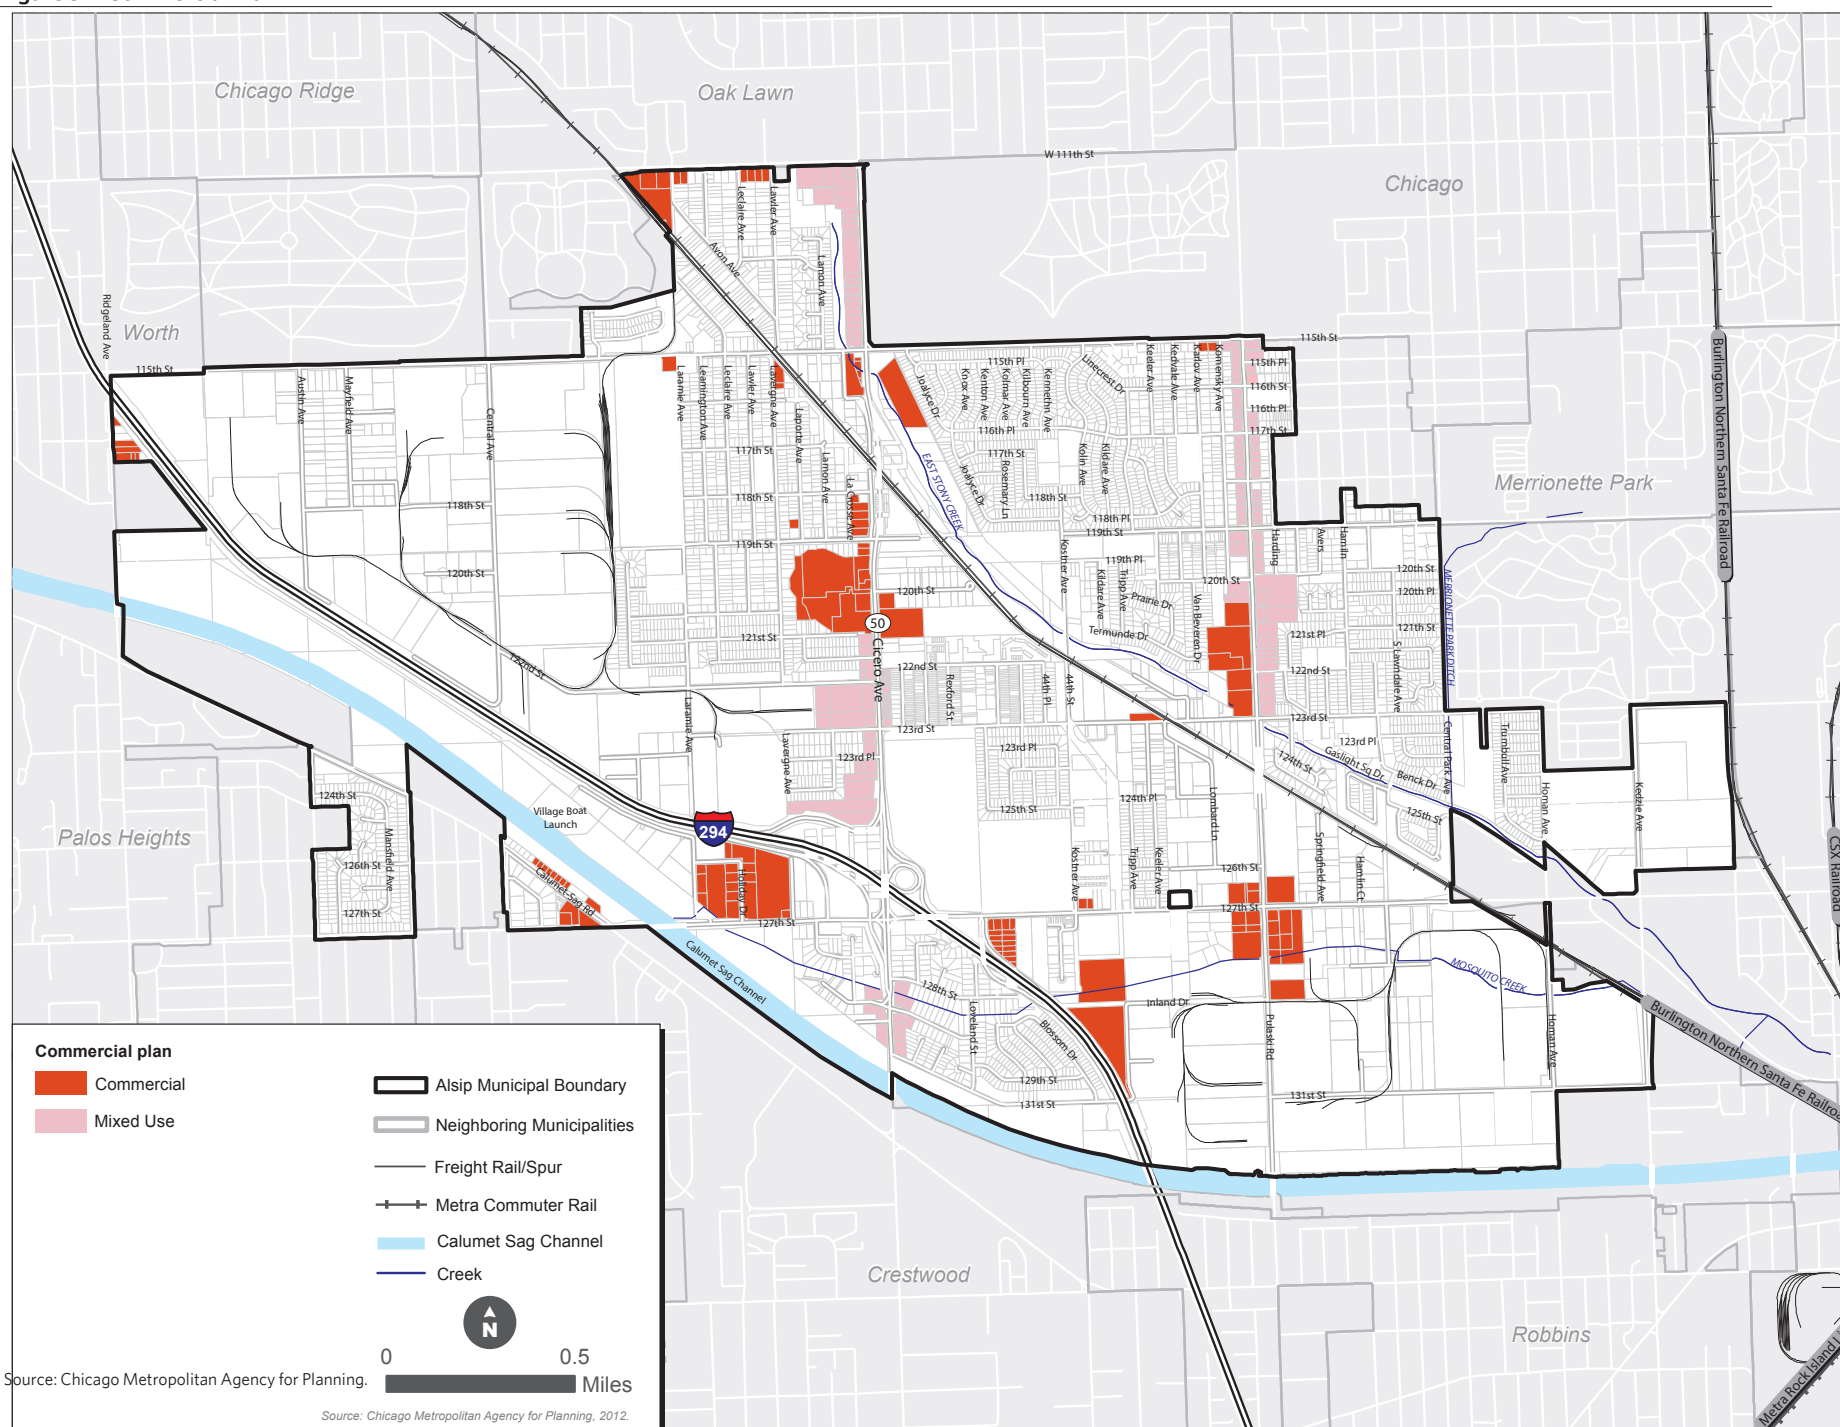 Chicago Ridge
Oak Lawn
W 111th St
Chicago
Leclaire Ave
Lawler Ave
Avon Ave
Lamon Ave
Ridgeland Ave
Worth
115th St
115th St
Burlington Northern Santa Fe Railroad
Austin Ave
Mayfield Ave
Central Ave
Laramie Ave
Leamington Ave
Leclaire Ave
Lawler Ave
Lavergne Ave
Laporte Ave
Lamon Ave
La Crosse Ave
Joalyce Dr
Knox Ave
Kenton Ave
Kolmar Ave
Kilbourn Ave
Kennethn Ave
Linecrest Dr
Keeler Ave
Kedvale Ave
Karlov Ave
Komensky Ave
115th Pl
115th Pl
116th St
116th Pl
117th St
116th Pl
117th St
117th St
Joalyce Dr
Rosemary Ln
Kolin Ave
Kildare Ave
EAST STONY CREEK
118th St
118th St
118th St
118th Pl
119th St
119th St
119th Pl
Merrionette Park
Kostner Ave
Kildare Ave
Tripp Ave
Prairie Dr
Termunde Dr
Van Beveren Dr
Harding
Avers
Hamlin
120th St
120th St
120th St
120th St
120th Pl
121st St
121st St
121st Pl
50
Cicero Ave
MERRIONETTE PARK DITCH
S Lawndale Ave
122nd St
122nd St
122nd St
Rexford St
44th Pl
44th St
123rd St
123rd St
123rd Pl
123rd Pl
123rd Pl
Laramie Ave
Lavergne Ave
124th St
Gaslight Sq Dr
Benck Dr
Central Park Ave
Trumbull Ave
Homan Ave
Kedzie Ave
CSX Railroad
124th St
124th Pl
125th St
125th St
Lombard Ln
Village Boat
Launch
294
Palos Heights
Mansfield Ave
126th St
126th St
127th St
127th St
127th St
Calumet-Sag Rd
Holiday Dr
Kostner Ave
Tripp Ave
Keeler Ave
Springfield Ave
Hamlin Ct
Calumet Sag Channel
128th St
Loveland St
Blossom Dr
Inland Dr
Pulaski Rd
MOSQUITO CREEK
Homan Ave
129th St
131st St
131st St
Burlington Northern Santa Fe Railroad
Crestwood
Robbins
Metra Rock Island
Commercial plan
Commercial
Mixed Use
Alsip Municipal Boundary
Neighboring Municipalities
Freight Rail/Spur
Metra Commuter Rail
Calumet Sag Channel
Creek
N
0 0.5
Miles
Source: Chicago Metropolitan Agency for Planning.
Source: Chicago Metropolitan Agency for Planning, 2012.